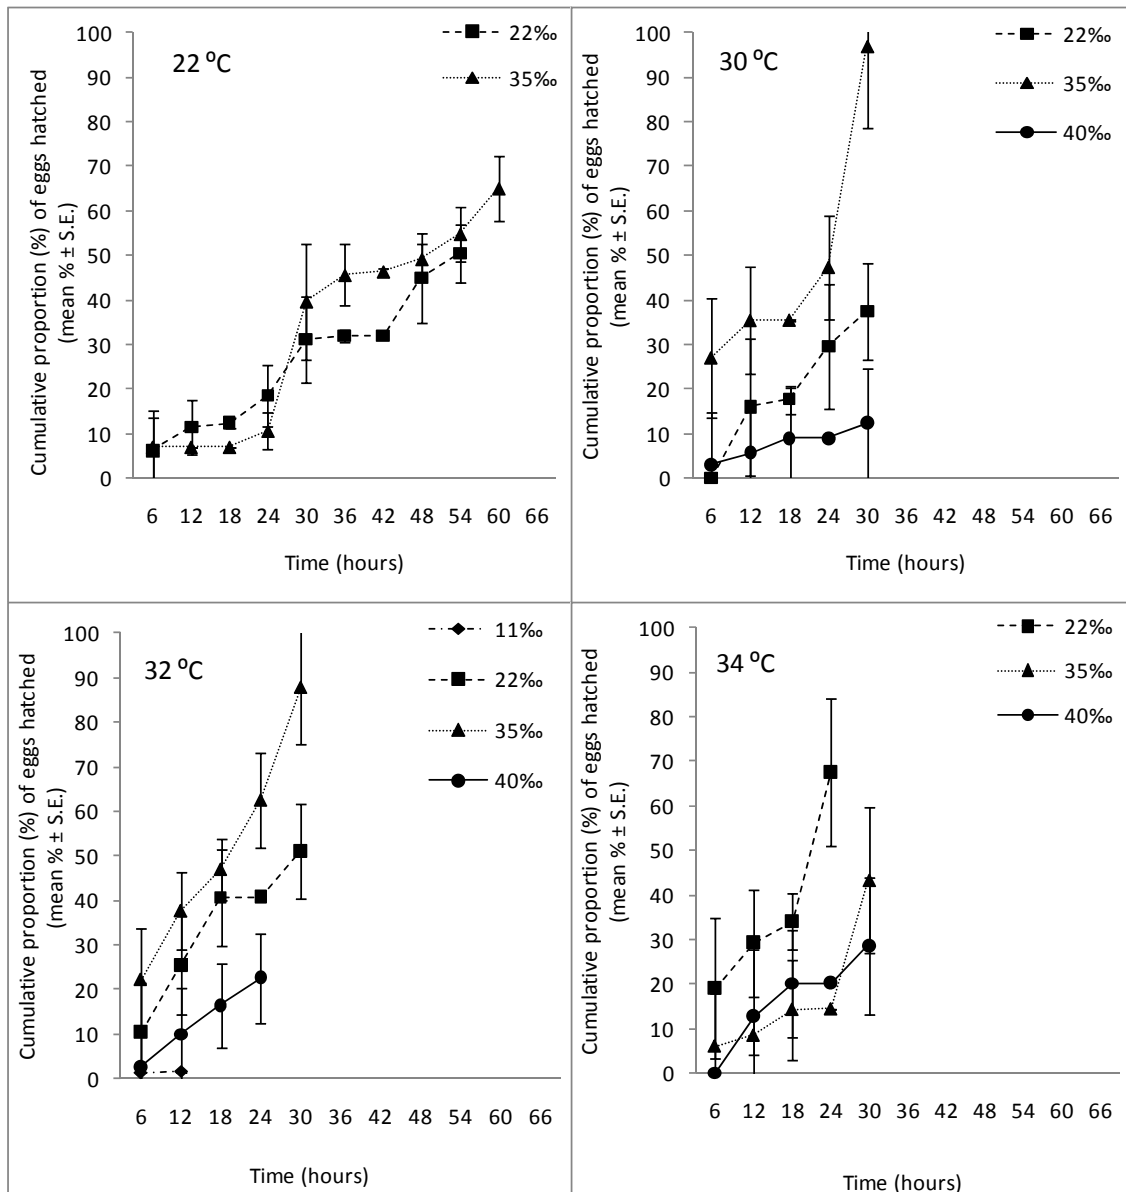 22 ⁰C
22‰
35‰
Cumulative proportion (%) of eggs hatched
(mean % ± S.E.)
100
90
80
70
60
50
40
30
20
10
0
6 12 18 24 30 36 42 48 54 60 66
Time (hours)
30 ⁰C
22‰
35‰
40‰
Cumulative proportion (%) of eggs hatched
(mean % ± S.E.)
100
90
80
70
60
50
40
30
20
10
0
6 12 18 24 30 36 42 48 54 60 66
Time (hours)
32 ⁰C
11‰
22‰
35‰
40‰
Cumulative proportion (%) of eggs hatched
(mean % ± S.E.)
100
90
80
70
60
50
40
30
20
10
0
6 12 18 24 30 36 42 48 54 60 66
Time (hours)
34 ⁰C
22‰
35‰
40‰
Cumulative proportion (%) of eggs hatched
(mean % ± S.E.)
100
90
80
70
60
50
40
30
20
10
0
6 12 18 24 30 36 42 48 54 60 66
Time (hours)